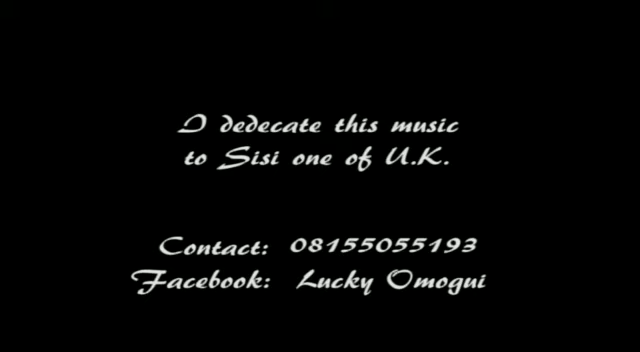 I dedecate this music
to Sisi one of U.K.
Contact: 08155055193
Facebook: Lucky Omogui